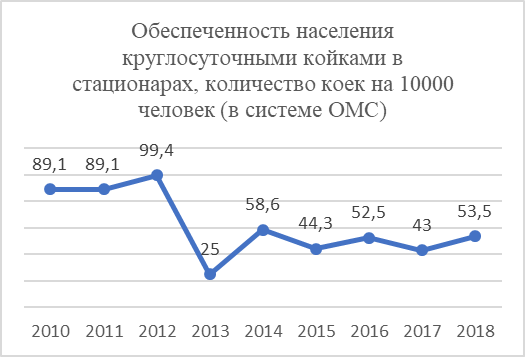 Обеспеченность населения
круглосуточными койками в
стационарах, количество коек на 10000
человек (в системе ОМС)
89,1 89,1 99,4 25 58,6 44,3 52,5 43 53,5
2010 2011 2012 2013 2014 2015 2016 2017 2018